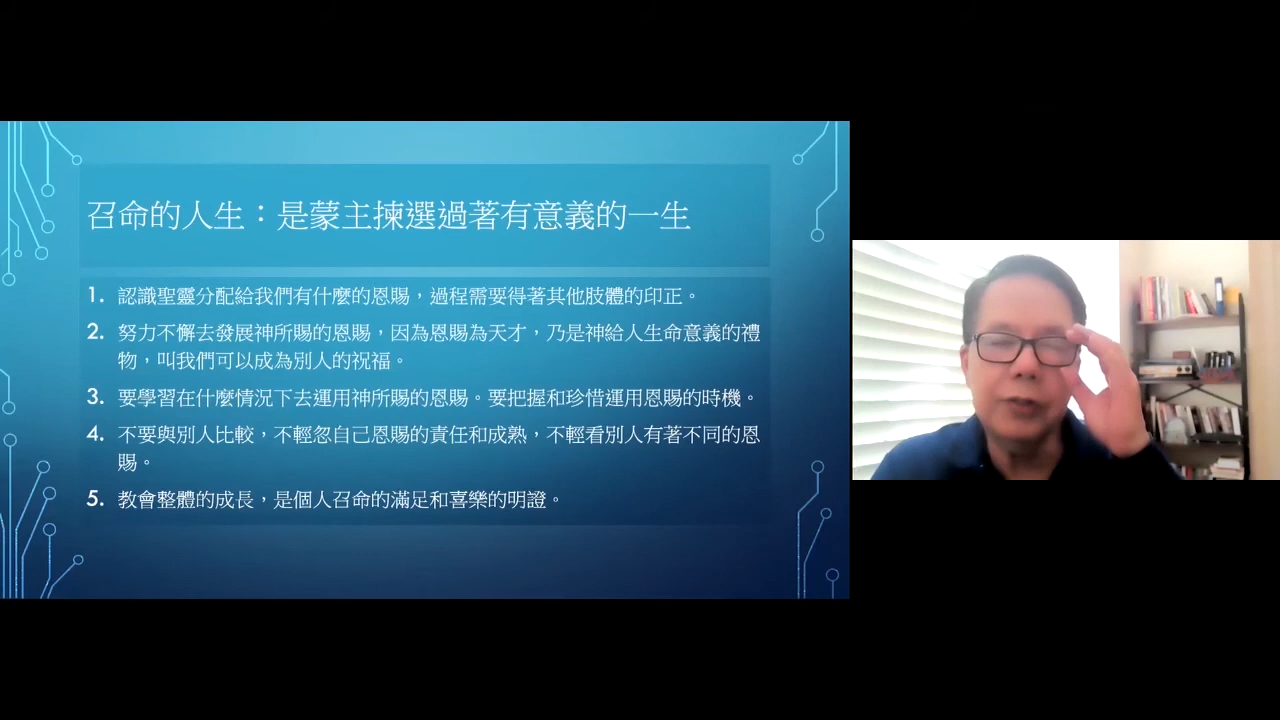 召命的人生：是蒙主揀選過著有意義的一生
1. 認識聖靈分配給我們有什麼的恩賜，過程需要得著其他肢體的印正。
2. 努力不懈去發展神所賜的恩賜，因為恩賜為天才，乃是神給人生命意義的禮
物，叫我們可以成為別人的祝福。
3. 要學習在什麼情況下去運用神所賜的恩賜。要把握和珍惜運用恩賜的時機。
4. 不要與別人比較，不輕忽自己恩賜的責任和成熟，不輕看別人有著不同的恩
賜。
5. 教會整體的成長，是個人召命的滿足和喜樂的明證。